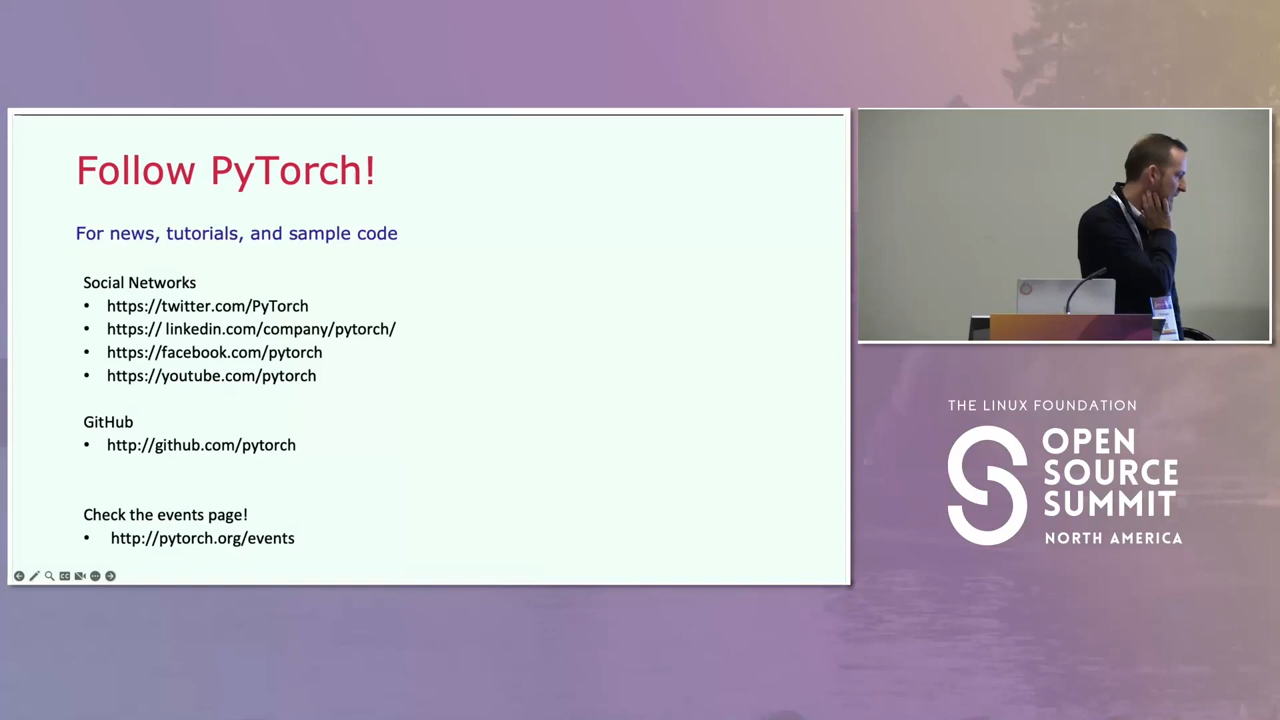 Follow PyTorch!
For news, tutorials, and sample code
Social Networks
• https://twitter.com/PyTorch
• https:// linkedin.com/company/pytorch/
• https://facebook.com/pytorch
• https://youtube.com/pytorch
GitHub
• http://github.com/pytorch
Check the events page!
• http://pytorch.org/events
THE LINUX FOUNDATION
OPEN
SOURCE
SUMMIT
NORTH AMERICA